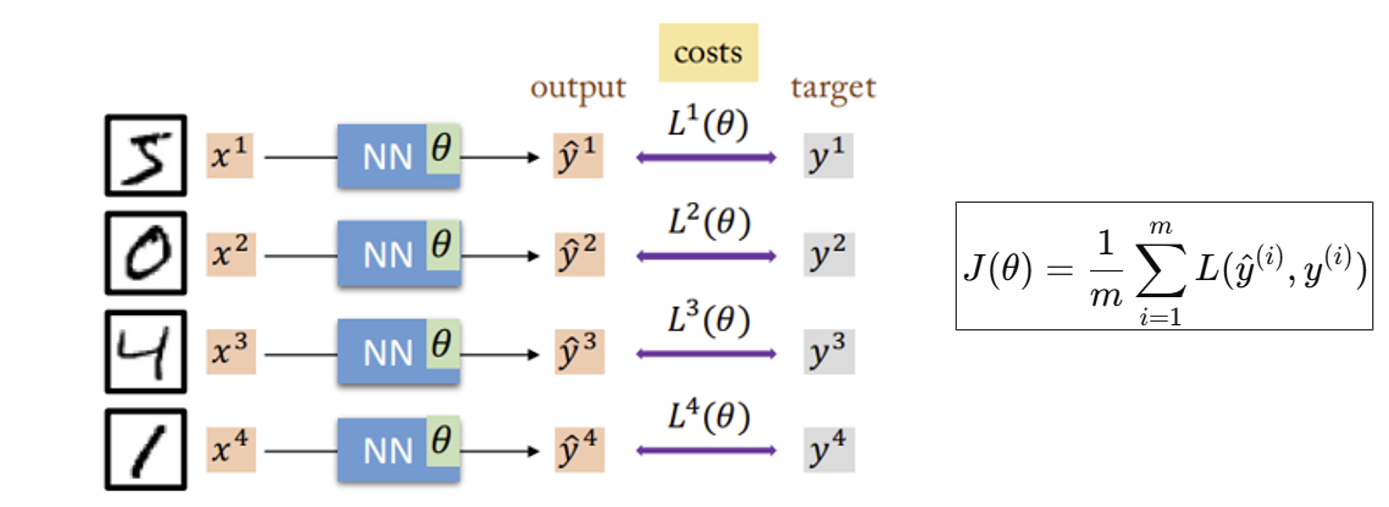 costs
output target
5 x¹ NN θ ŷ¹ L¹(θ) y¹
0 x² NN θ ŷ² L²(θ) y²
4 x³ NN θ ŷ³ L³(θ) y³
1 x⁴ NN θ ŷ⁴ L⁴(θ) y⁴
J(θ) = 1/m ∑_{i=1}^{m} L(ŷ^{(i)}, y^{(i)})